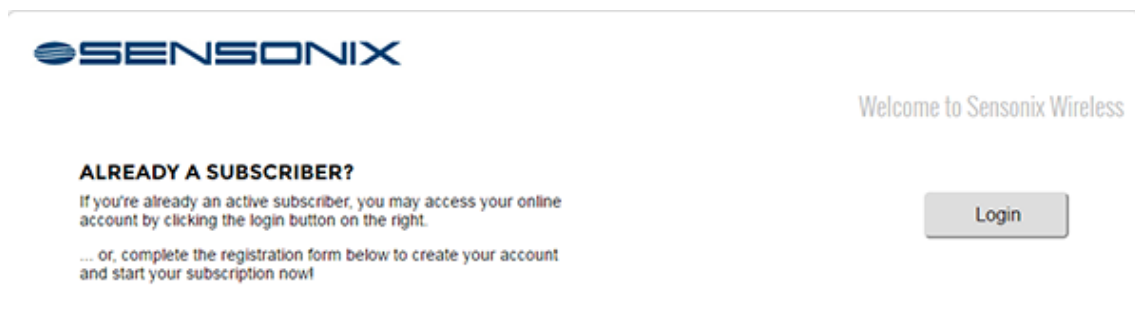 SENSONIX
Welcome to Sensonix Wireless
ALREADY A SUBSCRIBER?
If you're already an active subscriber, you may access your online
account by clicking the login button on the right.
Login
... or, complete the registration form below to create your account
and start your subscription now!